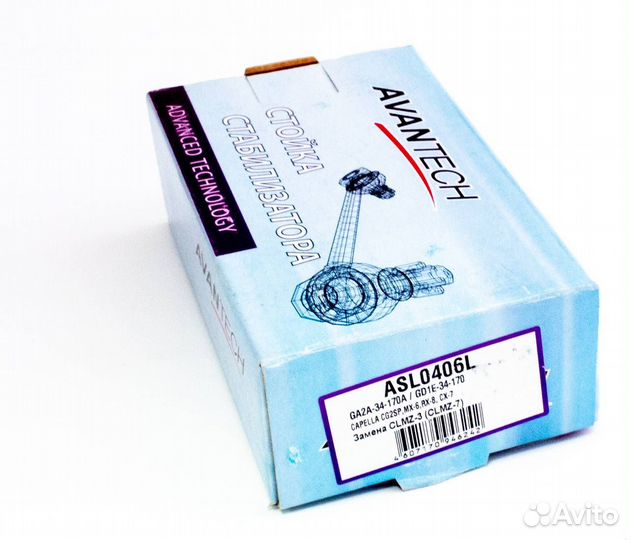 AVANTECH
СТОЙКА
СТАБИЛИЗАТОРА
ADVANCED TECHNOLOGY
AVANTECH
ASL0406L
GA2A-34-170A / GD1E-34-170
CAPELLA CG2SP,MX-6,RX-8, CX-7
Замена CLMZ-3 (CLMZ-7)
4607170946242
Avito